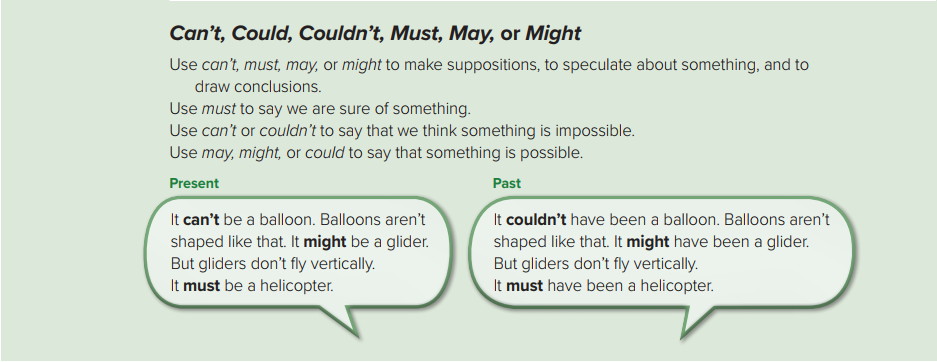 Can't, Could, Couldn't, Must, May, or Might
Use can't, must, may, or might to make suppositions, to speculate about something, and to
draw conclusions.
Use must to say we are sure of something.
Use can't or couldn't to say that we think something is impossible.
Use may, might, or could to say that something is possible.
Present
It can't be a balloon. Balloons aren't
shaped like that. It might be a glider.
But gliders don't fly vertically.
It must be a helicopter.
Past
It couldn't have been a balloon. Balloons aren't
shaped like that. It might have been a glider.
But gliders don't fly vertically.
It must have been a helicopter.